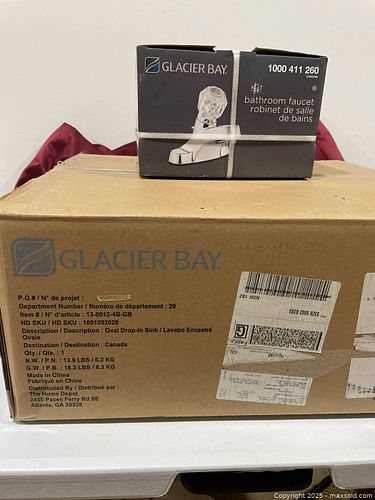 GLACIER BAY.
1000 411 260
CHROME
bathroom faucet
robinet de salle
de bains
GLACIER BAY.
P.O.# / N° de projet :
Department Number / Numéro de département : 29
Item # / N° d'article : 13-0012-4B-GB
HD SKU / HD SKU : 1001593026
Description / Description : Oval Drop-In Sink / Lavabo Encastré
Ovale
Destination / Destination : Canada
Qty. / Qté. : 1
N.W. / P.N. : 13.9 LBS / 6.3 KG
G.W. / P.B. : 18.3 LBS / 8.3 KG
Made in China
Fabriqué en Chine
Distributed By / Distribué par :
The Home Depot
2455 Paces Ferry Rd SE
Atlanta, GA 30339
© 2025 - maxsold.com